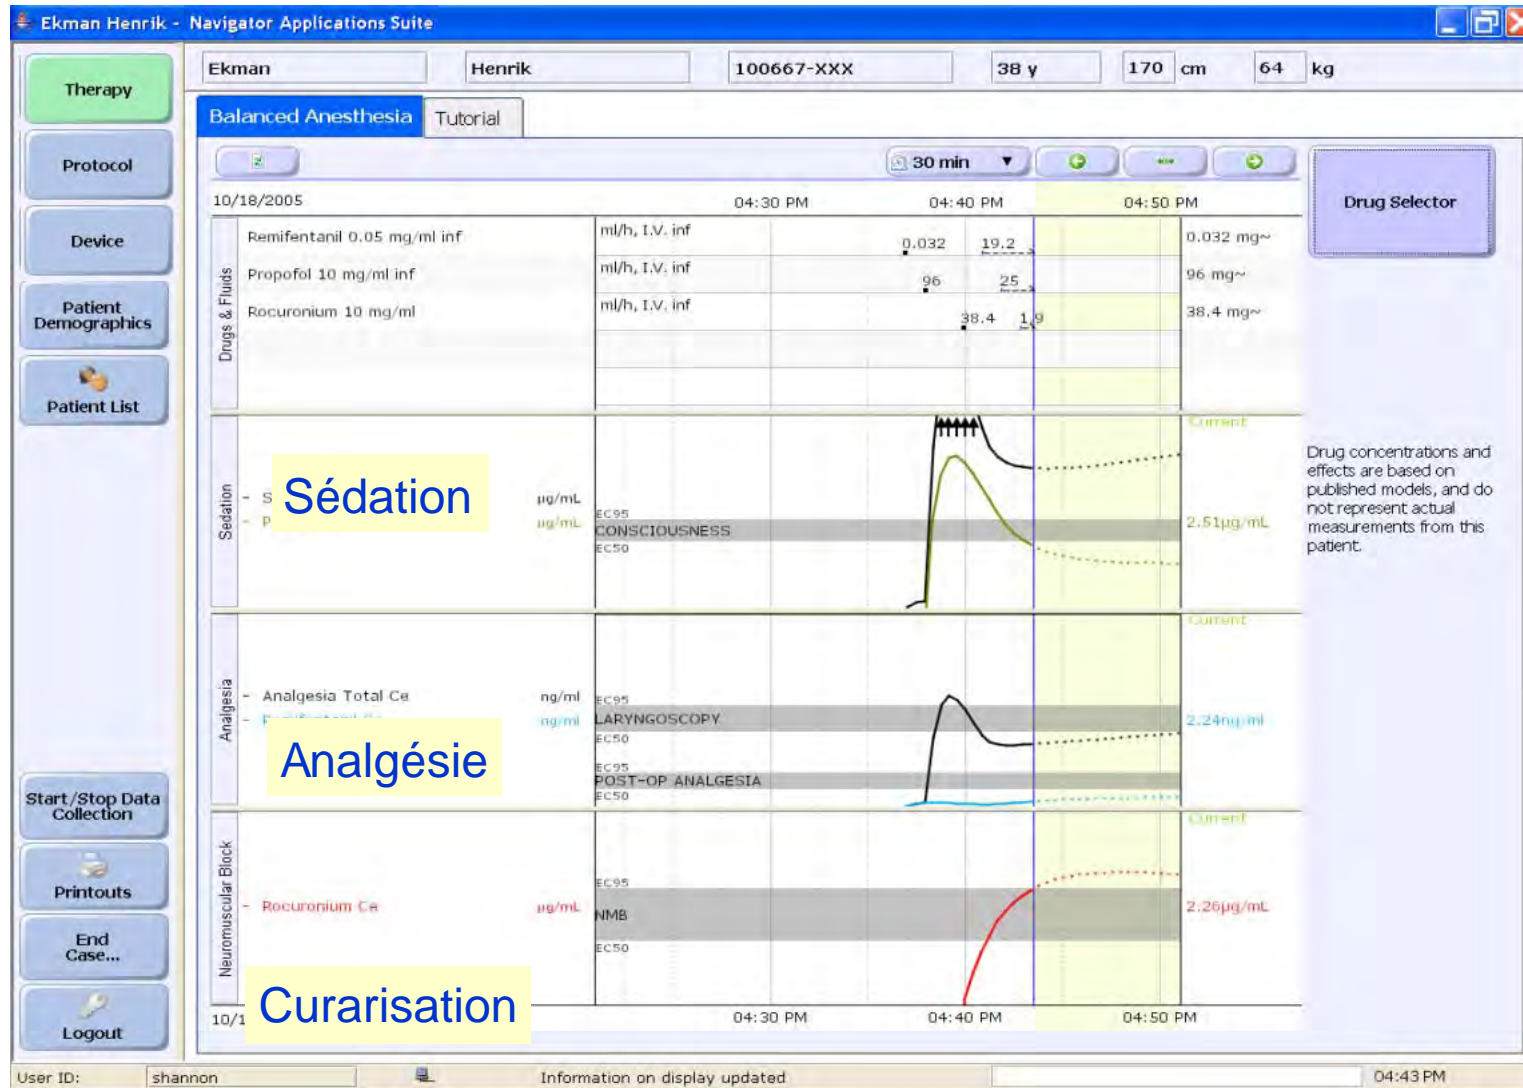 Ekman Henrik - Navigator Applications Suite
Therapy
Protocol
Device
Patient
Demographics
Patient List
Start/Stop Data
Collection
Printouts
End
Case...
Logout
Ekman Henrik 100667-XXX 38 y 170 cm 64 kg
Balanced Anesthesia Tutorial
30 min
Drug Selector
10/18/2005 04:30 PM 04:40 PM 04:50 PM
Drugs & Fluids
Remifentanil 0.05 mg/ml inf ml/h, I.V. inf 0.032 19.2 0.032 mg~
Propofol 10 mg/ml inf ml/h, I.V. inf 96 25 96 mg~
Rocuronium 10 mg/ml ml/h, I.V. inf 38.4 1.9 38.4 mg~
Sedation
Sédation
- S µg/mL
- P µg/mL
EC95
CONSCIOUSNESS
EC50
Current
2.51µg/mL
Drug concentrations and
effects are based on
published models, and do
not represent actual
measurements from this
patient.
Analgesia
- Analgesia Total Ce ng/ml
ng/ml
Analgésie
EC95
LARYNGOSCOPY
EC50
EC95
POST-OP ANALGESIA
EC50
Current
2.24ng/ml
Neuromuscular Block
- Rocuronium Ce µg/mL
EC95
NMB
EC50
Current
2.26µg/mL
Curarisation
10/1 04:30 PM 04:40 PM 04:50 PM
User ID: shannon Information on display updated 04:43 PM